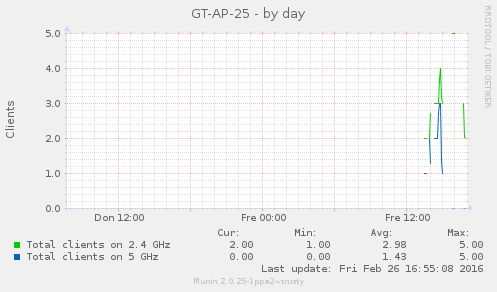 GT-AP-25 - by day
RRDTOOL / TOBI OETIKER
5.0
4.0
3.0
2.0
1.0
0.0
Clients
Don 12:00 Fre 00:00 Fre 12:00
Cur: Min: Avg: Max:
Total clients on 2.4 GHz 2.00 1.00 2.98 5.00
Total clients on 5 GHz 0.00 0.00 1.43 5.00
Last update: Fri Feb 26 16:55:08 2016
Munin 2.0.25-1ppa2~trusty